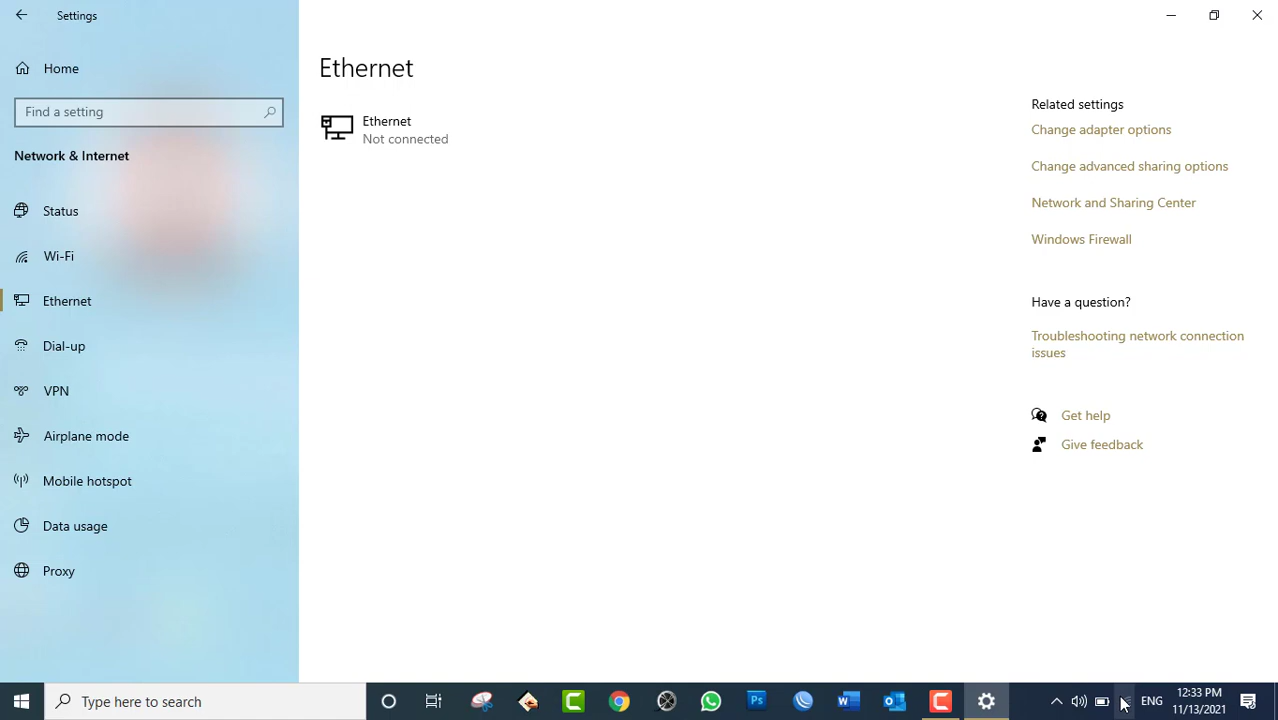 Settings
Home
Find a setting
Network & Internet
Status
Wi-Fi
Ethernet
Dial-up
VPN
Airplane mode
Mobile hotspot
Data usage
Proxy
Ethernet
Ethernet
Not connected
Related settings
Change adapter options
Change advanced sharing options
Network and Sharing Center
Windows Firewall
Have a question?
Troubleshooting network connection
issues
Get help
Give feedback
Type here to search
Ps
ENG
12:33 PM
11/13/2021